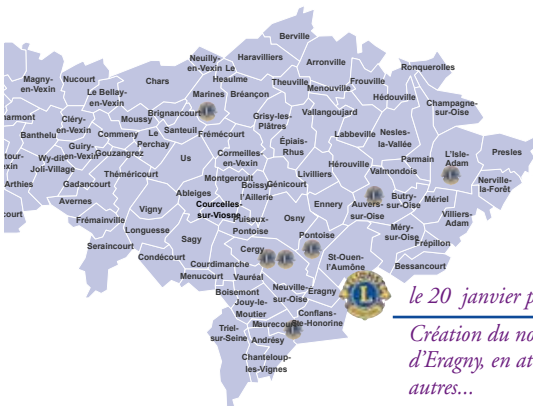 Berville
Neuilly-
en-Vexin
Le
Heaulme
Haravilliers
Arronville
Ronquerolles
Magny-
en-Vexin
Nucourt
Chars
Le Bellay-
en-Vexin
Marines
Bréançon
Theuville
Menouville
Frouville
Hédouville
Champagne-
sur-Oise
armont
Cléry-
en-Vexin
Moussy
Brignancourt
Santeuil
Frémécourt
Grisy-les-
Plâtres
Vallangoujard
Banthelu
Commeny
Le
Perchay
Labbeville
Nesles-
la-Vallée
tour-
ex
Wy-dit-
Joli-Village
Guiry-
en-Vexin
Gouzangrez
Us
Cormeilles-
en-Vexin
Épiais-
Rhus
Hérouville
Parmain
L'Isle-
Adam
Presles
Arthies
Gadancourt
Théméricourt
Montgeroult
Boissy-
l'Aillerie
Génicourt
Livilliers
Valmondois
Nerville-
la-Forêt
Avernes
Ableiges
Courcelles-
sur-Viosne
Puiseux-
Pontoise
Osny
Ennery
Auvers-
sur-Oise
Butry-
sur-Oise
Mériel
Villiers-
Adam
court
Frémainville
Vigny
Longuesse
Sagy
Cergy
Pontoise
Méry-
sur-Oise
Frépillon
Seraincourt
Condécourt
Courdimanche
St-Ouen-
l'Aumône
Bessancourt
Menucourt
Vauréal
Boisemont
Jouy-le-
Moutier
Neuville-
sur-Oise
Eragny
Triel-
sur-Seine
Maurecourt
Conflans-
Ste-Honorine
Andrésy
Chanteloup-
les-Vignes
L
le 20 janvier p
Création du no
d'Eragny, en at
autres...